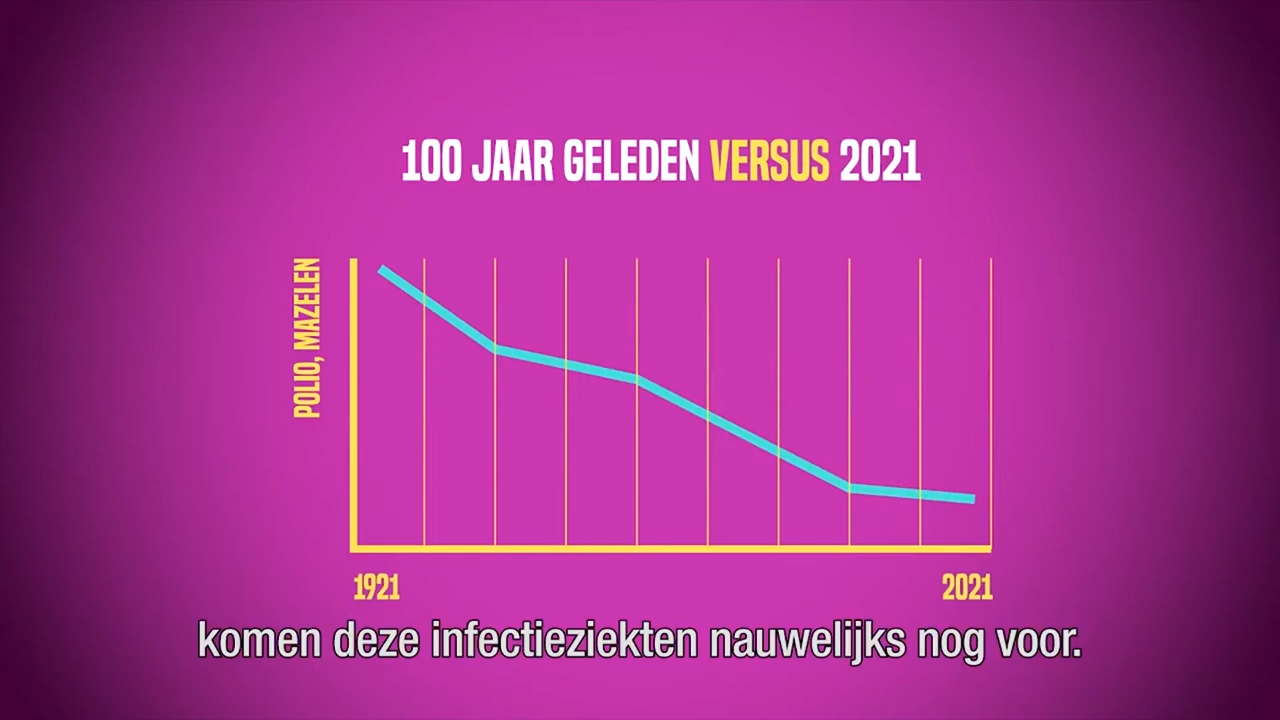 100 JAAR GELEDEN VERSUS 2021
POLIO, MAZELEN
1921
2021
komen deze infectieziekten nauwelijks nog voor.